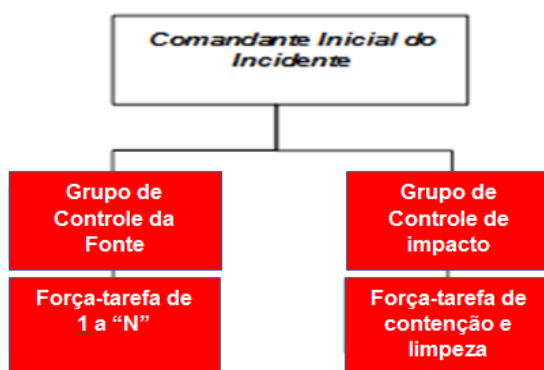 Comandante Inicial do
Incidente
Grupo de
Controle da
Fonte
Grupo de
Controle de
impacto
Força-tarefa de
1 a “N”
Força-tarefa de
contenção e
limpeza